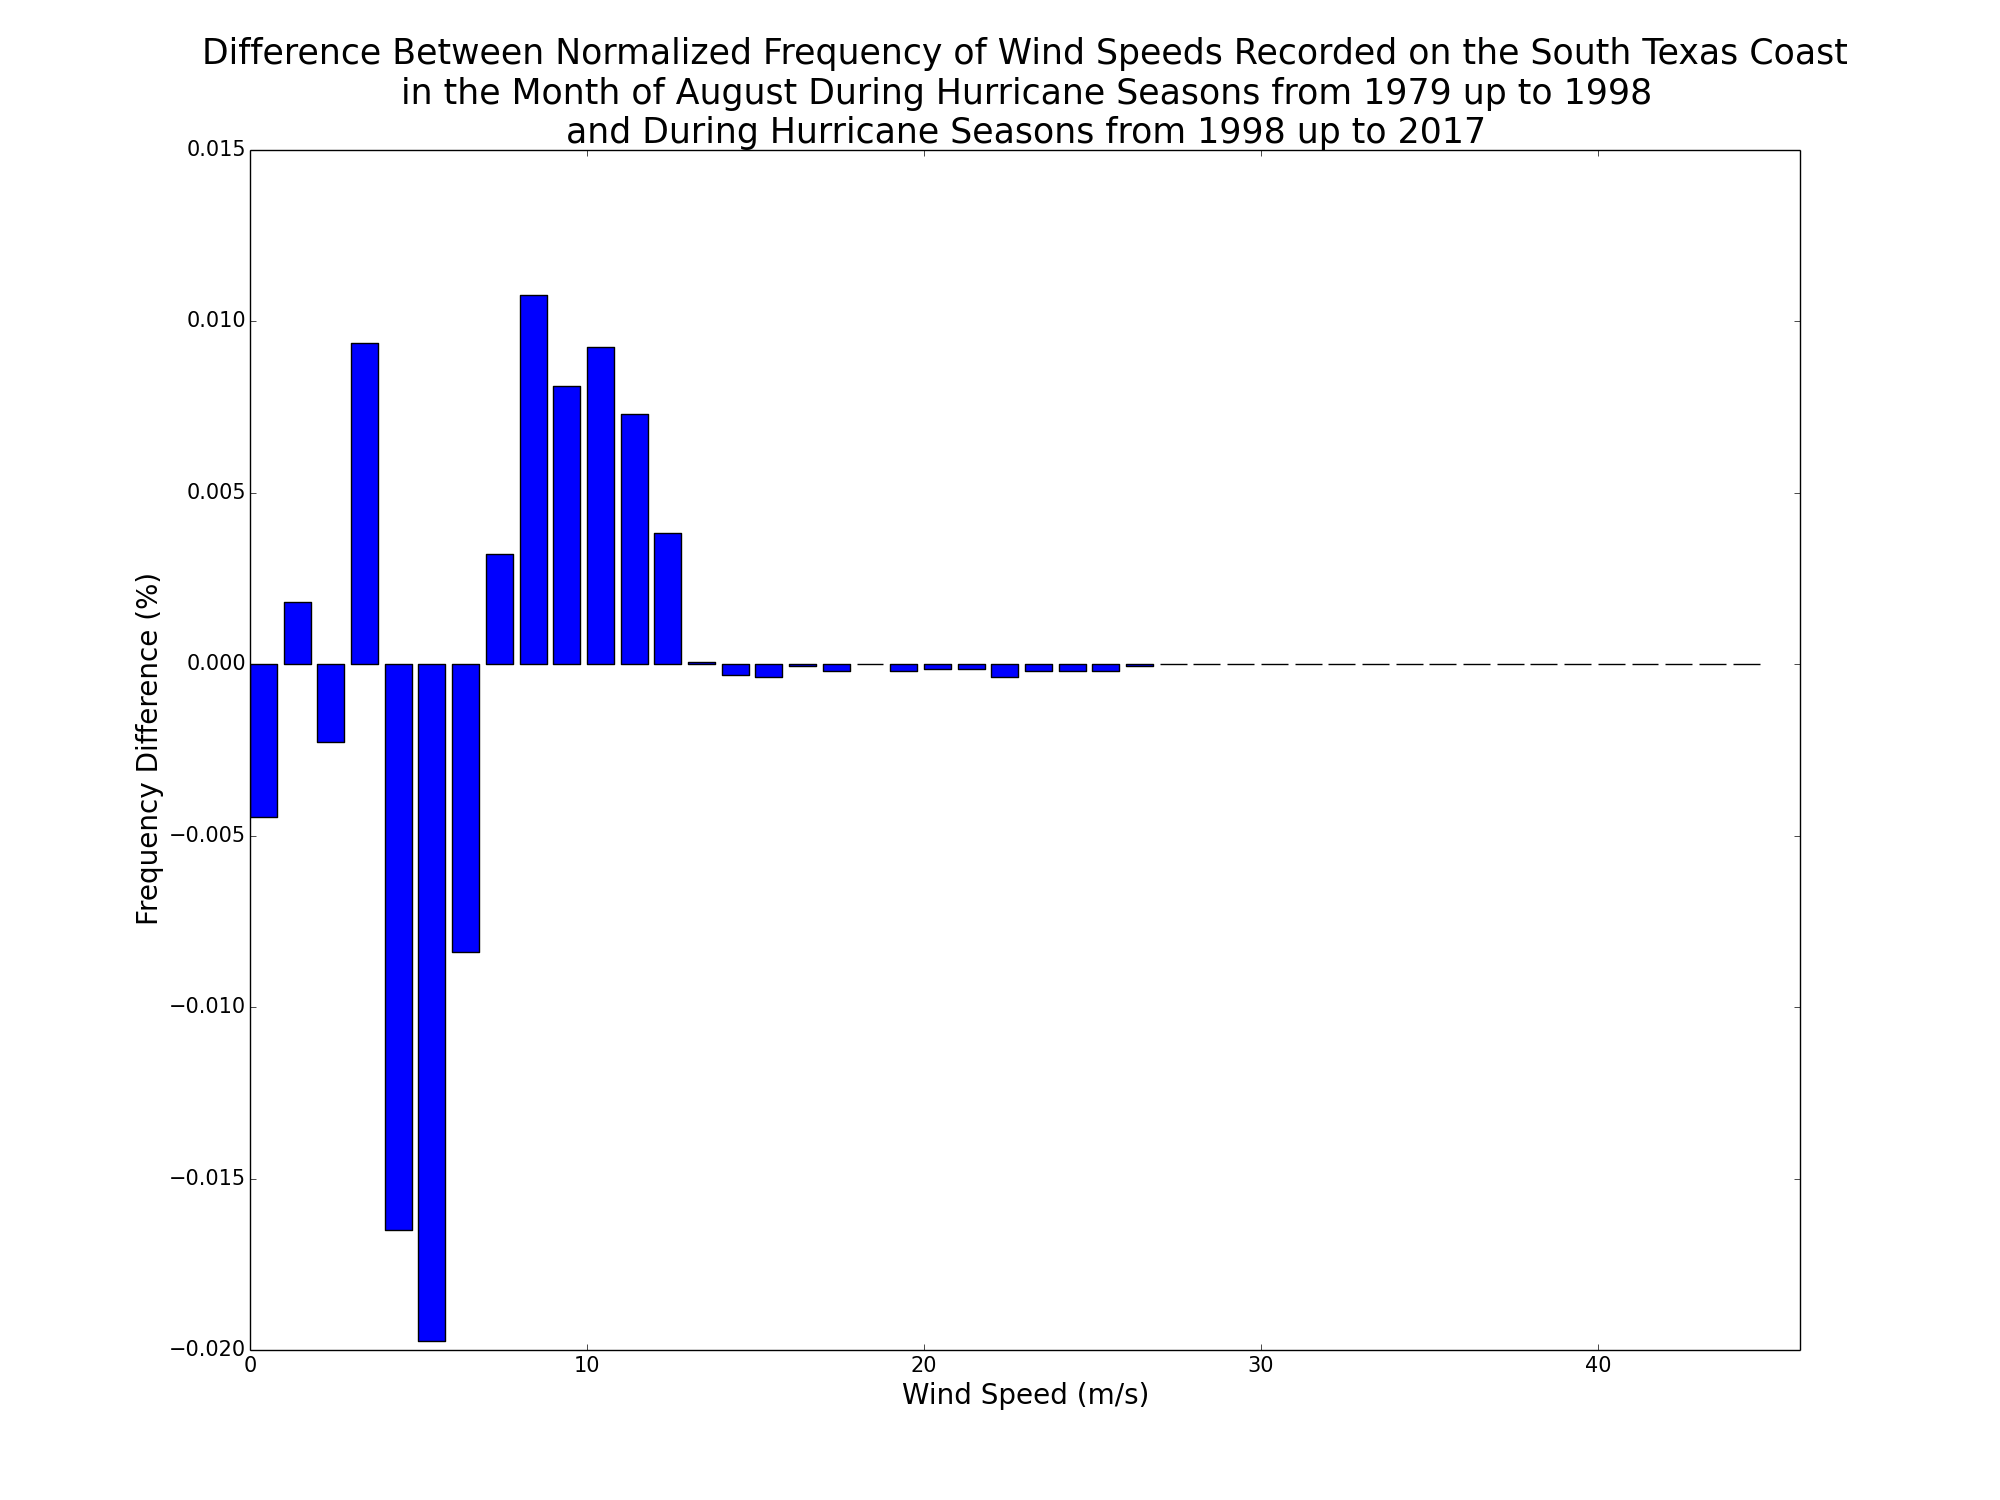 Difference Between Normalized Frequency of Wind Speeds Recorded on the South Texas Coast
in the Month of August During Hurricane Seasons from 1979 up to 1998
and During Hurricane Seasons from 1998 up to 2017
0.015
0.010
0.005
0.000
−0.005
−0.010
−0.015
−0.020
Frequency Difference (%)
0 10 20 30 40
Wind Speed (m/s)